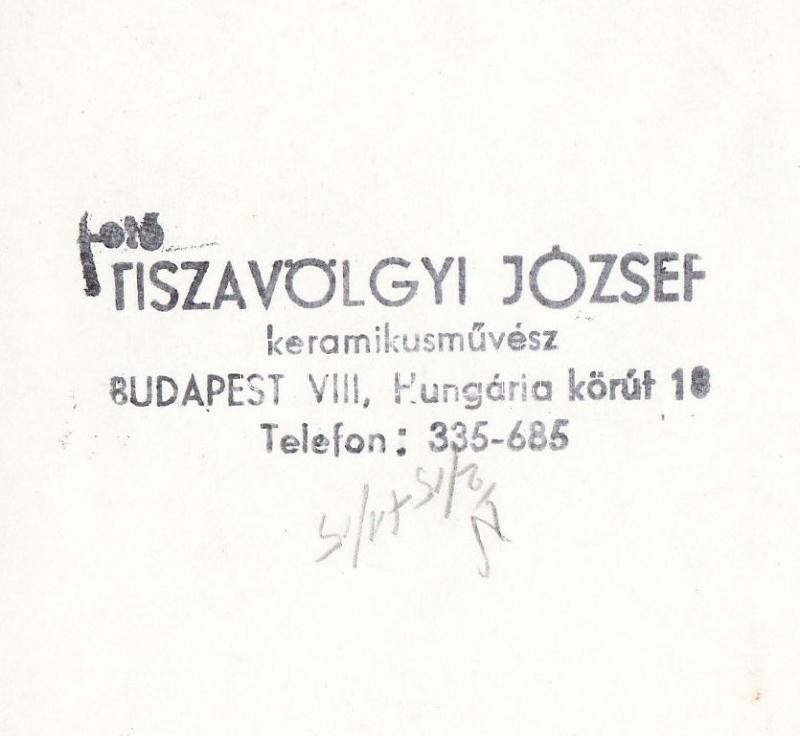 fotó
TISZAVÖLGYI JÓZSEF
keramikusművész
BUDAPEST VIII, Hungária körút 18
Telefon: 335-685